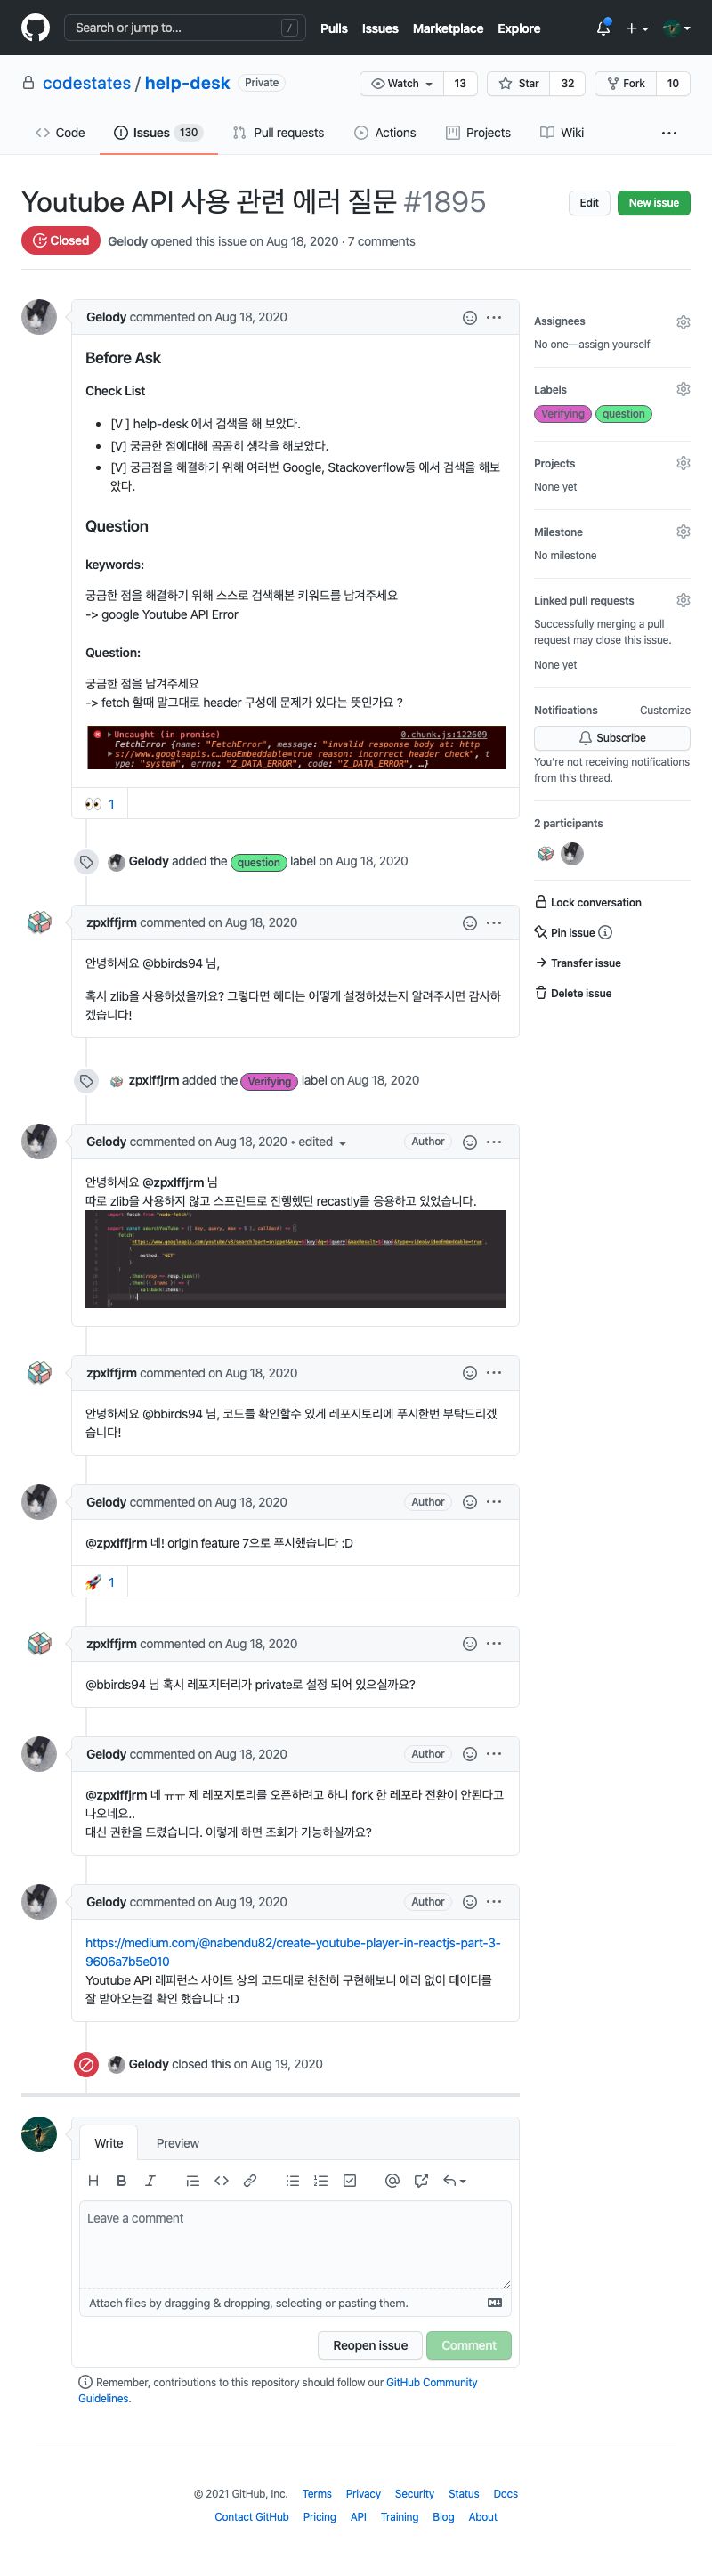 Search or jump to... /
Pulls Issues Marketplace Explore
codestates / help-desk Private
Watch 13 Star 32 Fork 10
Code Issues 130 Pull requests Actions Projects Wiki
Youtube API 사용 관련 에러 질문 #1895
Edit New issue
Closed Gelody opened this issue on Aug 18, 2020 · 7 comments
Gelody commented on Aug 18, 2020
Before Ask
Check List
[V ] help-desk 에서 검색을 해 보았다.
[V] 궁금한 점에대해 곰곰히 생각을 해보았다.
[V] 궁금점을 해결하기 위해 여러번 Google, Stackoverflow등 에서 검색을 해보
았다.
Question
keywords:
궁금한 점을 해결하기 위해 스스로 검색해본 키워드를 남겨주세요
-> google Youtube API Error
Question:
궁금한 점을 남겨주세요
-> fetch 할때 말그대로 header 구성에 문제가 있다는 뜻인가요 ?
Uncaught (in promise) 0.chunk.js:122609
FetchError {name: "FetchError", message: "invalid response body at: http
s://www.googleapis.c…deoEmbeddable=true reason: incorrect header check", t
ype: "system", errno: "Z_DATA_ERROR", code: "Z_DATA_ERROR", …}
1
Gelody added the question label on Aug 18, 2020
zpxlffjrm commented on Aug 18, 2020
안녕하세요 @bbirds94 님,
혹시 zlib을 사용하셨을까요? 그렇다면 헤더는 어떻게 설정하셨는지 알려주시면 감사하
겠습니다!
zpxlffjrm added the Verifying label on Aug 18, 2020
Gelody commented on Aug 18, 2020 • edited Author
안녕하세요 @zpxlffjrm 님
따로 zlib을 사용하지 않고 스프린트로 진행했던 recastly를 응용하고 있었습니다.
import fetch from "node-fetch";
export const searchYouTube = ({ key, query, max = 5 }, callback) => {
fetch(
method: "GET"
.then(resp => resp.json())
.then(({ items }) => {
callback(items);
zpxlffjrm commented on Aug 18, 2020
안녕하세요 @bbirds94 님, 코드를 확인할수 있게 레포지토리에 푸시한번 부탁드리겠
습니다!
Gelody commented on Aug 18, 2020 Author
@zpxlffjrm 네! origin feature 7으로 푸시했습니다 :D
1
zpxlffjrm commented on Aug 18, 2020
@bbirds94 님 혹시 레포지터리가 private로 설정 되어 있으실까요?
Gelody commented on Aug 18, 2020 Author
@zpxlffjrm 네 ㅠㅠ 제 레포지토리를 오픈하려고 하니 fork 한 레포라 전환이 안된다고
나오네요..
대신 권한을 드렸습니다. 이렇게 하면 조회가 가능하실까요?
Gelody commented on Aug 19, 2020 Author
https://medium.com/@nabendu82/create-youtube-player-in-reactjs-part-3-
9606a7b5e010
Youtube API 레퍼런스 사이트 상의 코드대로 천천히 구현해보니 에러 없이 데이터를
잘 받아오는걸 확인 했습니다 :D
Gelody closed this on Aug 19, 2020
Write Preview
Leave a comment
Attach files by dragging & dropping, selecting or pasting them.
Reopen issue Comment
Remember, contributions to this repository should follow our GitHub Community
Guidelines.
Assignees
No one—assign yourself
Labels
Verifying question
Projects
None yet
Milestone
No milestone
Linked pull requests
Successfully merging a pull
request may close this issue.
None yet
Notifications Customize
Subscribe
You're not receiving notifications
from this thread.
2 participants
Lock conversation
Pin issue
Transfer issue
Delete issue
© 2021 GitHub, Inc. Terms Privacy Security Status Docs
Contact GitHub Pricing API Training Blog About